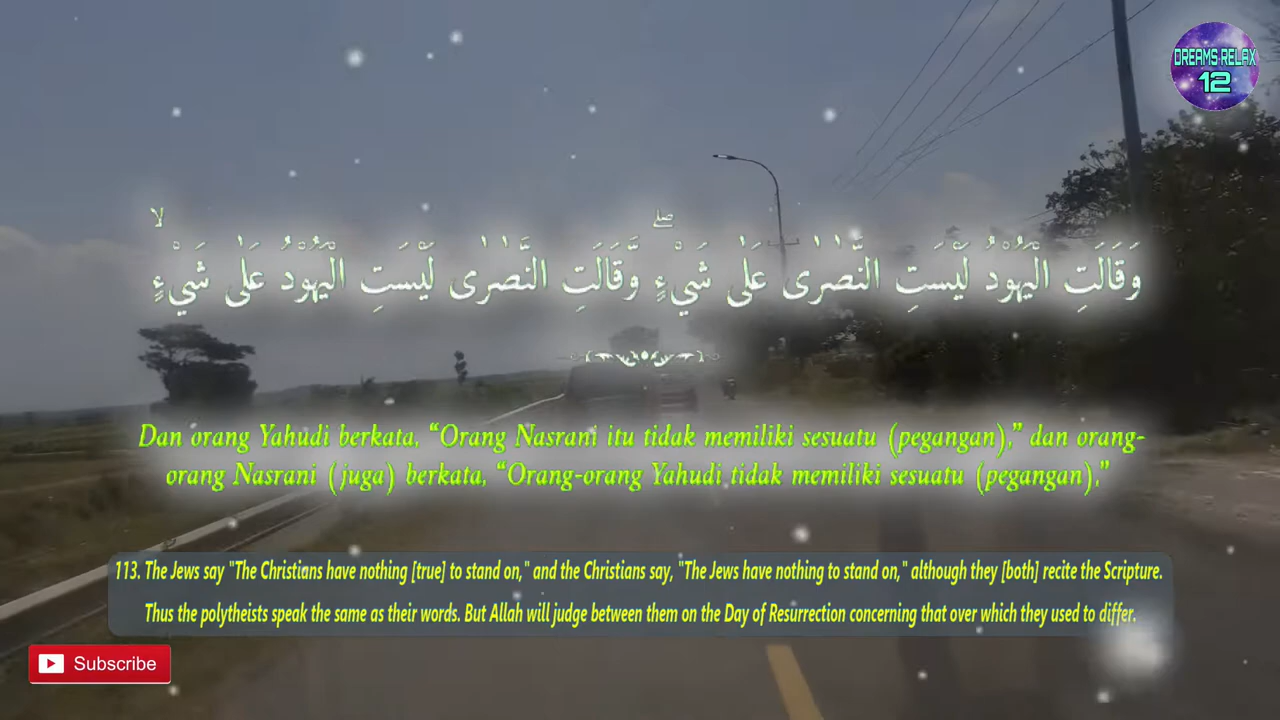 DREAMS RELAX
12
وَقَالَتِ الْيَهُوْدُ لَيْسَتِ النَّصٰرٰى عَلٰى شَيْءٍۖ وَّقَالَتِ النَّصٰرٰى لَيْسَتِ الْيَهُوْدُ عَلٰى شَيْءٍۙ
Dan orang Yahudi berkata, “Orang Nasrani itu tidak memiliki sesuatu (pegangan),” dan orang-
orang Nasrani (juga) berkata, “Orang-orang Yahudi tidak memiliki sesuatu (pegangan),”
113. The Jews say "The Christians have nothing [true] to stand on," and the Christians say, "The Jews have nothing to stand on," although they [both] recite the Scripture.
Thus the polytheists speak the same as their words. But Allah will judge between them on the Day of Resurrection concerning that over which they used to differ.
Subscribe